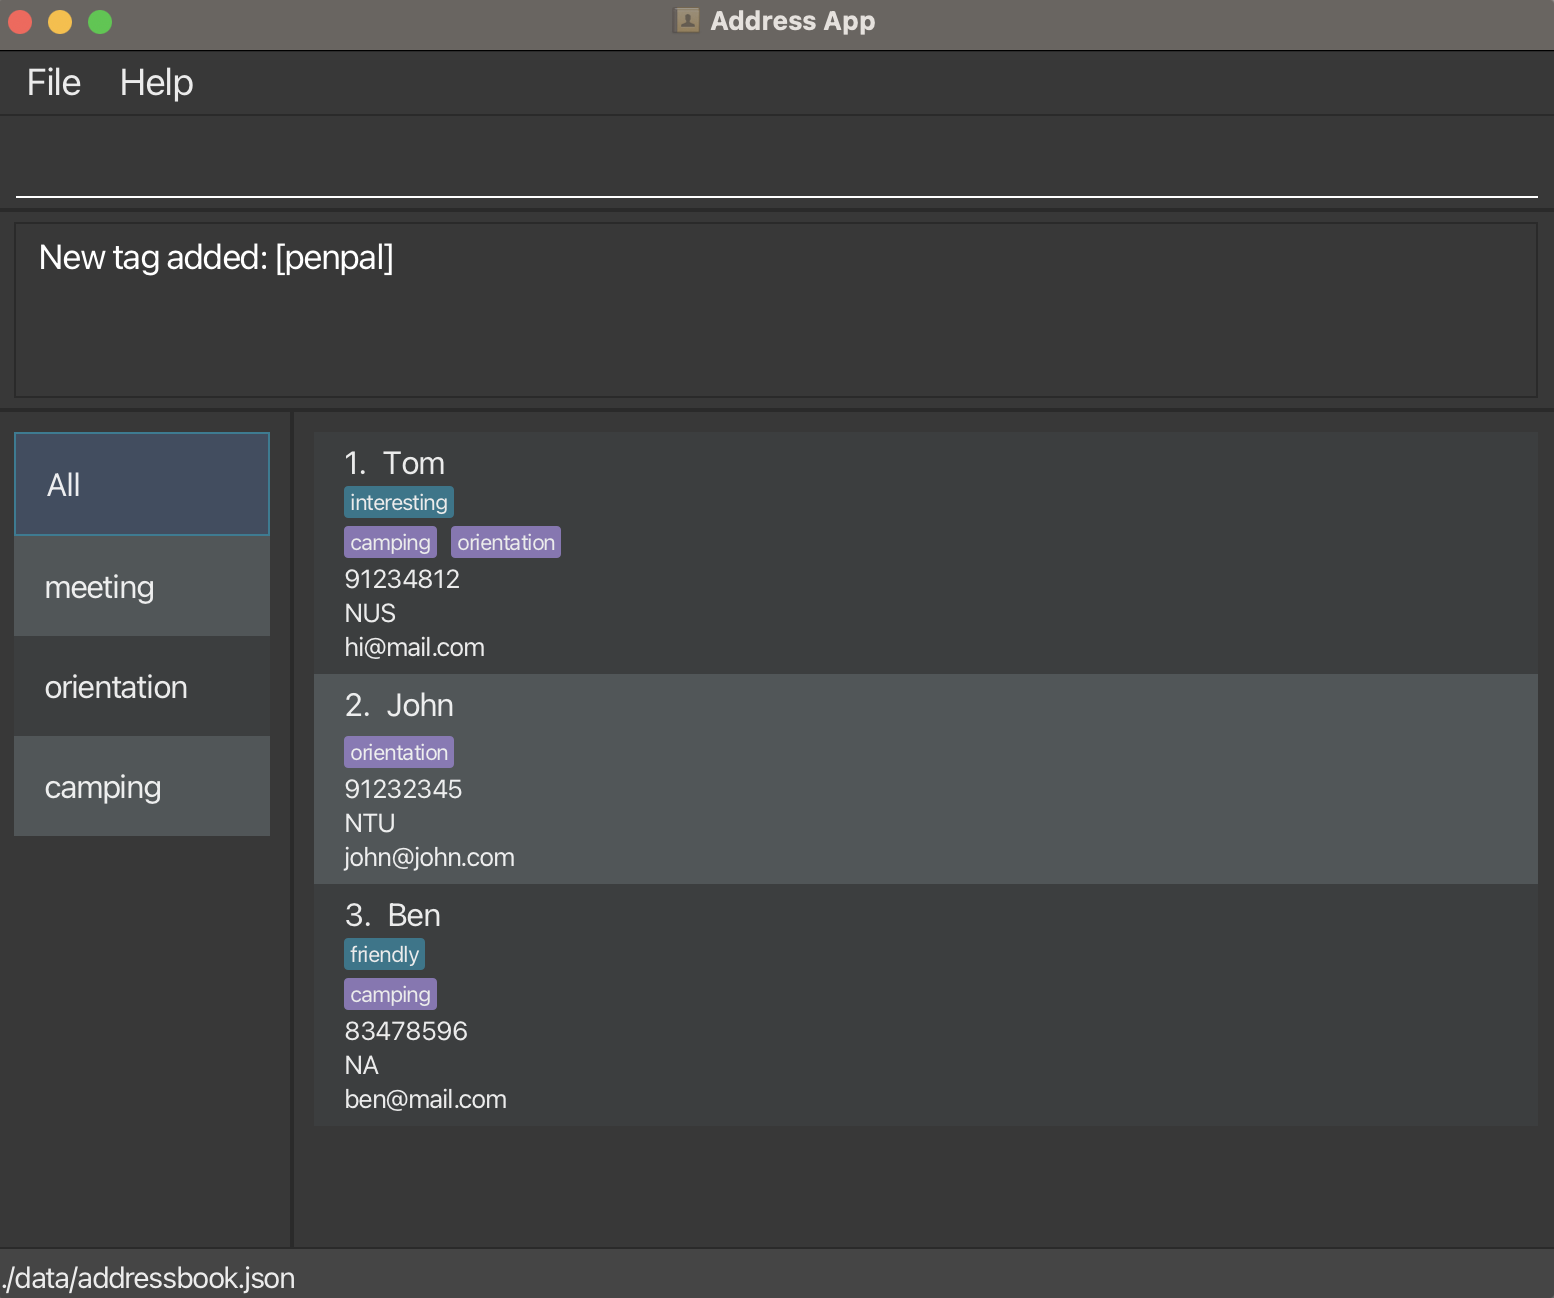 Address App
File Help
New tag added: [penpal]
All
meeting
orientation
camping
1. Tom
interesting
camping orientation
91234812
NUS
hi@mail.com
2. John
orientation
91232345
NTU
john@john.com
3. Ben
friendly
camping
83478596
NA
ben@mail.com
./data/addressbook.json